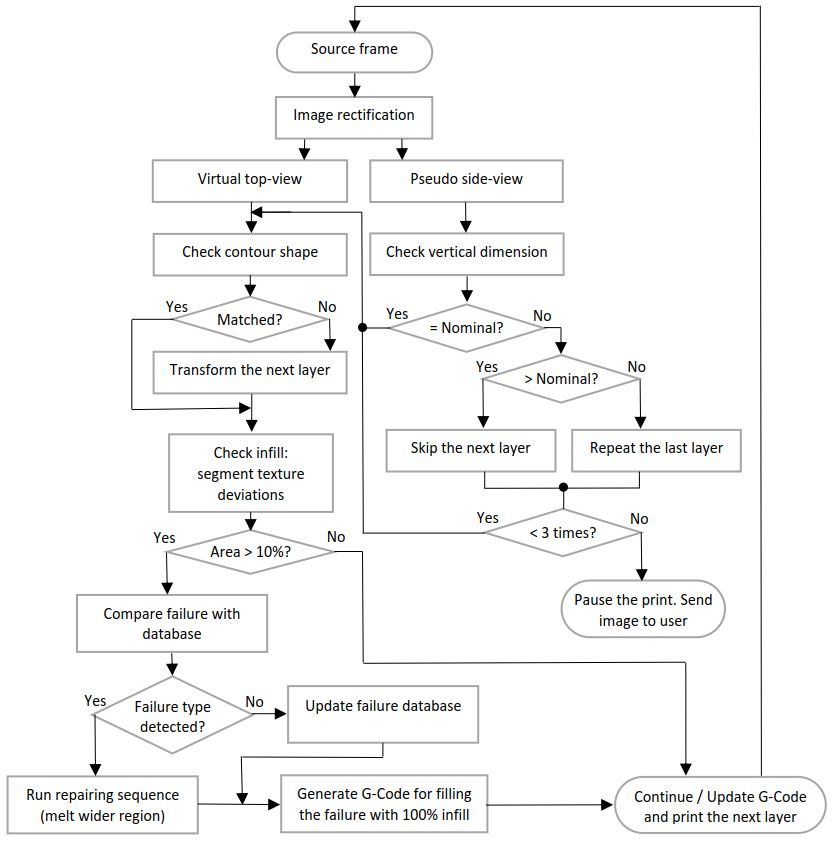 Source frame
Image rectification
Virtual top-view
Pseudo side-view
Check contour shape
Check vertical dimension
Yes
No
Matched?
Yes
No
= Nominal?
Transform the next layer
Yes
No
> Nominal?
Check infill:
segment texture
deviations
Skip the next layer
Repeat the last layer
Yes
No
Area > 10%?
Yes
No
< 3 times?
Compare failure with
database
Pause the print. Send
image to user
Yes
No
Failure type
detected?
Update failure database
Run repairing sequence
(melt wider region)
Generate G-Code for filling
the failure with 100% infill
Continue / Update G-Code
and print the next layer